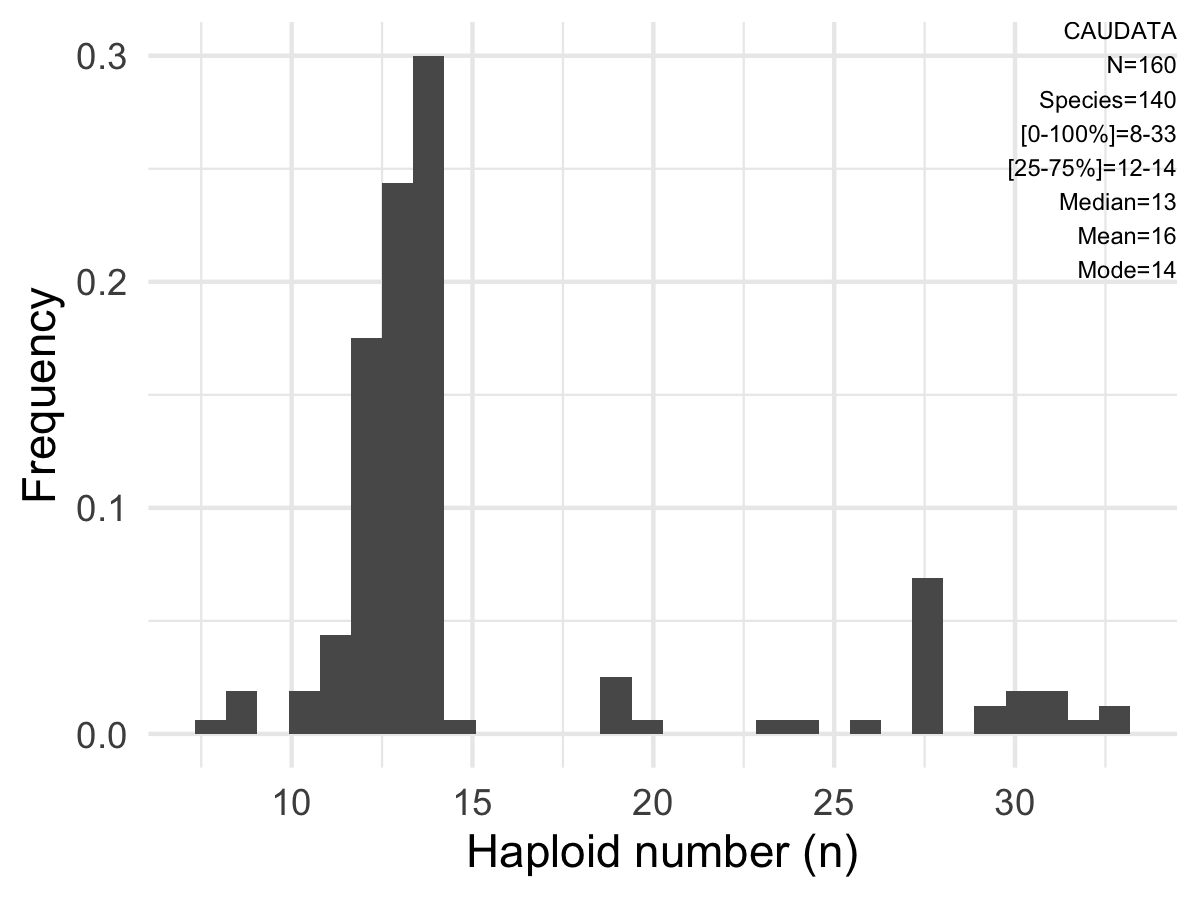 CAUDATA
N=160
Species=140
[0-100%]=8-33
[25-75%]=12-14
Median=13
Mean=16
Mode=14
0.3
0.2
0.1
0.0
Frequency
10 15 20 25 30
Haploid number (n)